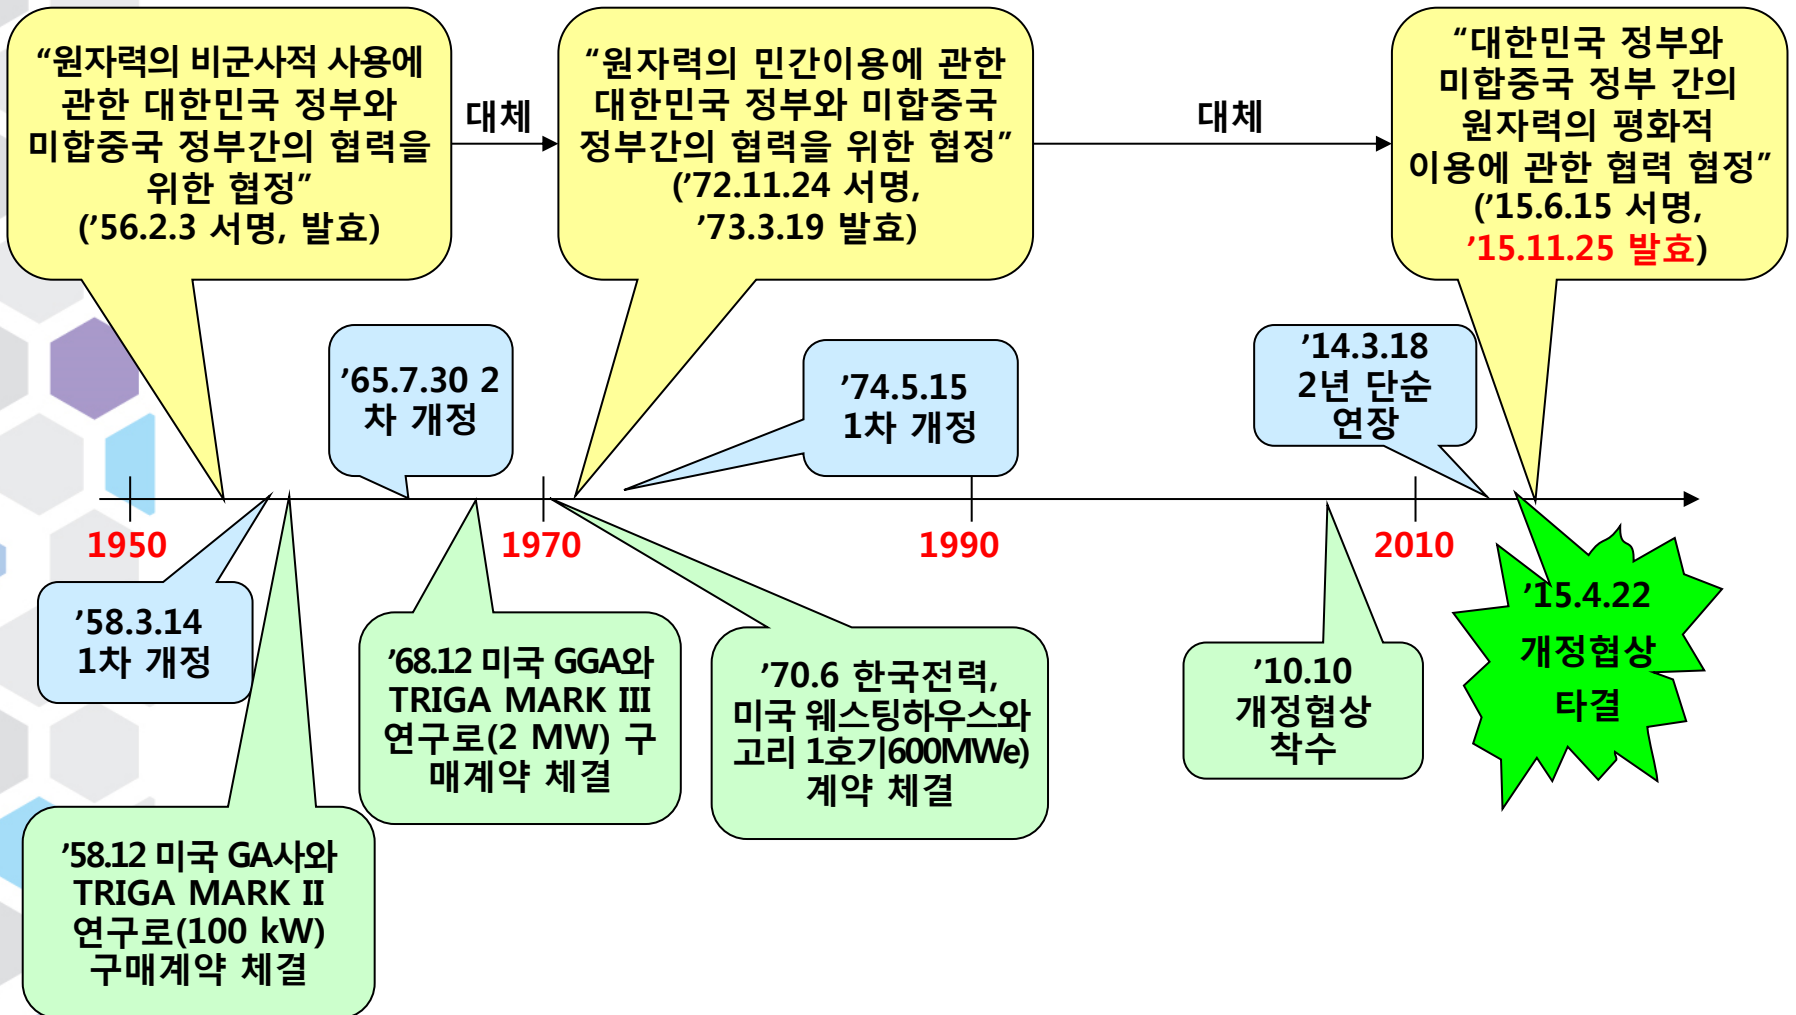 “원자력의 비군사적 사용에
관한 대한민국 정부와
미합중국 정부간의 협력을
위한 협정”
(’56.2.3 서명, 발효)
대체
“원자력의 민간이용에 관한
대한민국 정부와 미합중국
정부간의 협력을 위한 협정”
(’72.11.24 서명,
’73.3.19 발효)
대체
“대한민국 정부와
미합중국 정부 간의
원자력의 평화적
이용에 관한 협력 협정”
(’15.6.15 서명,
’15.11.25 발효)
’65.7.30 2
차 개정
’74.5.15
1차 개정
’14.3.18
2년 단순
연장
1950
1970
1990
2010
’58.3.14
1차 개정
’58.12 미국 GA사와
TRIGA MARK II
연구로(100 kW)
구매계약 체결
’68.12 미국 GGA와
TRIGA MARK III
연구로(2 MW) 구
매계약 체결
’70.6 한국전력,
미국 웨스팅하우스와
고리 1호기600MWe)
계약 체결
’10.10
개정협상
착수
’15.4.22
개정협상
타결